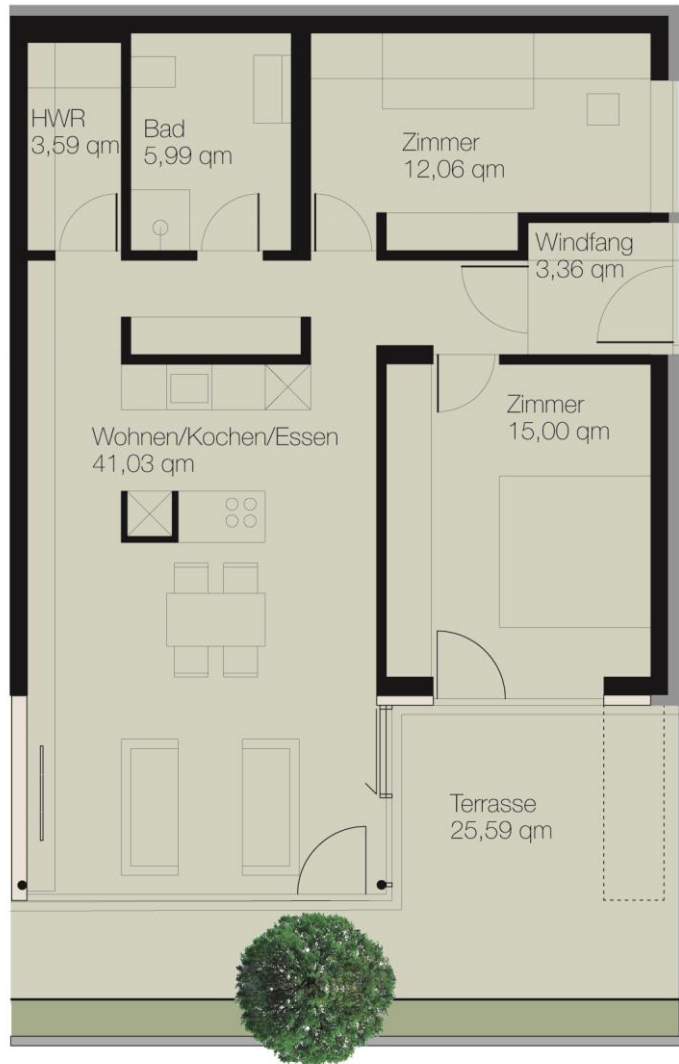 HWR
3,59 qm
Bad
5,99 qm
Zimmer
12,06 qm
Windfang
3,36 qm
Zimmer
15,00 qm
Wohnen/Kochen/Essen
41,03 qm
Terrasse
25,59 qm